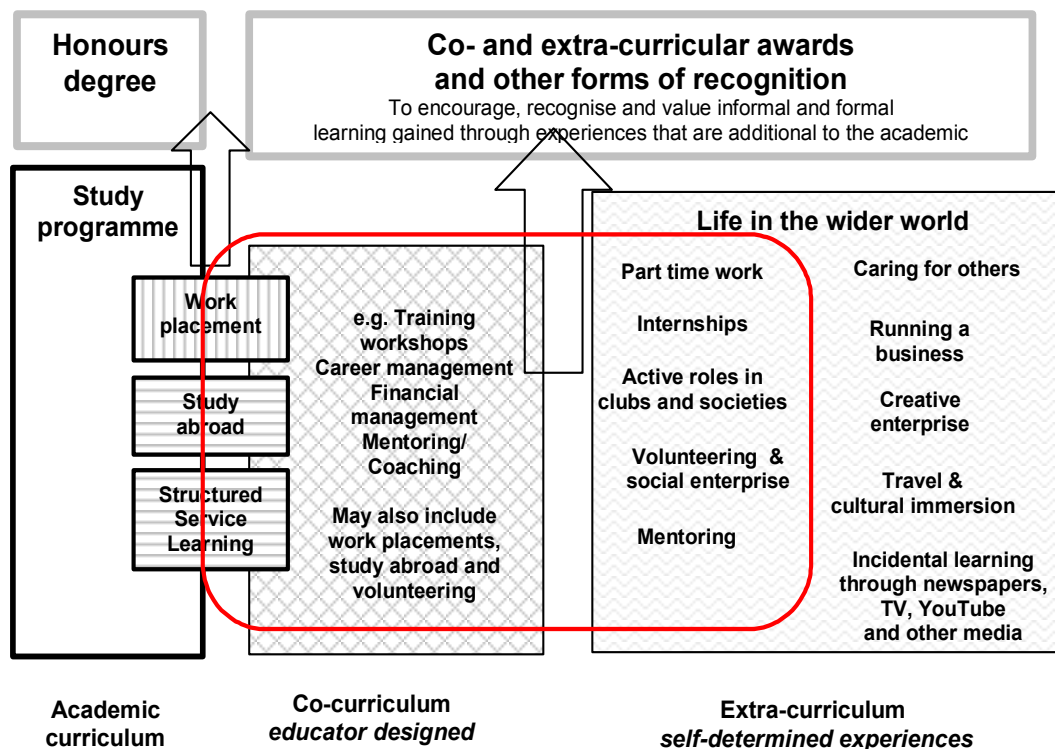 Honours
degree
Co- and extra-curricular awards
and other forms of recognition
To encourage, recognise and value informal and formal
learning gained through experiences that are additional to the academic
Study
programme
Work
placement
Study
abroad
Structured
Service
Learning
e.g. Training
workshops
Career management
Financial
management
Mentoring/
Coaching
May also include
work placements,
study abroad and
volunteering
Life in the wider world
Part time work
Internships
Active roles in
clubs and societies
Volunteering &
social enterprise
Mentoring
Caring for others
Running a
business
Creative
enterprise
Travel &
cultural immersion
Incidental learning
through newspapers,
TV, YouTube
and other media
Academic
curriculum
Co-curriculum
educator designed
Extra-curriculum
self-determined experiences